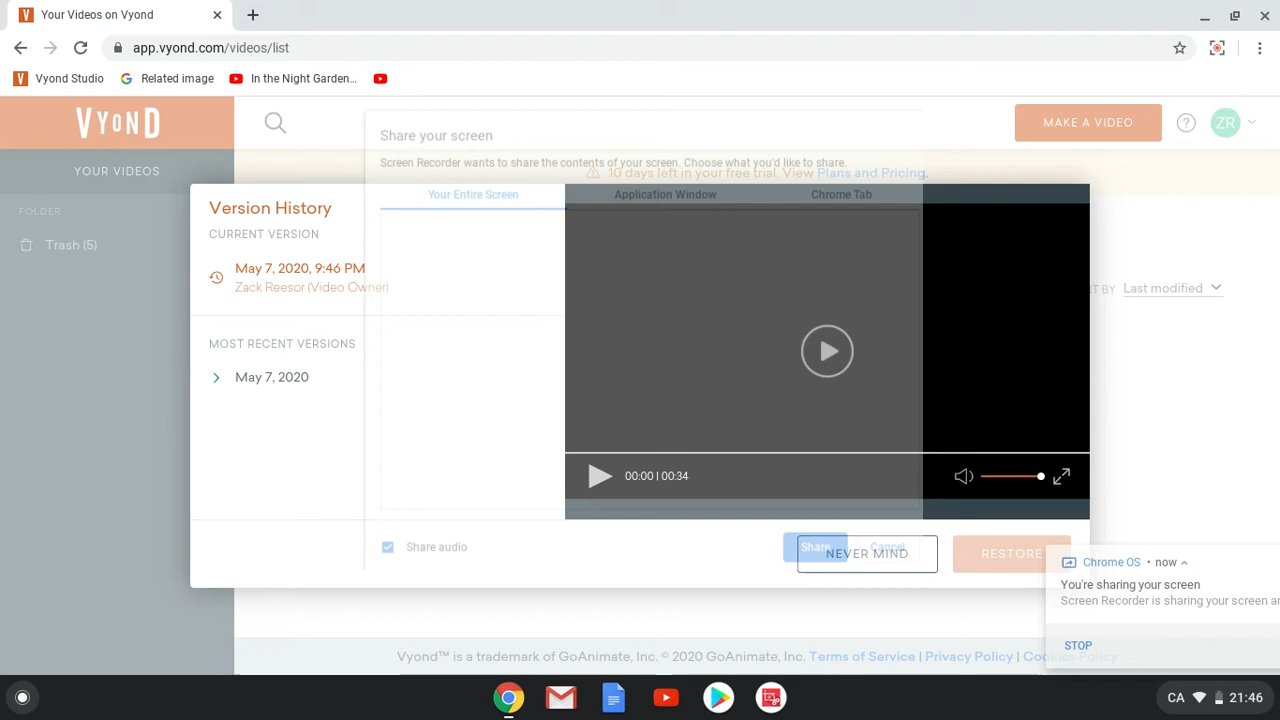 Your Videos on Vyond
app.vyond.com/videos/list
Vyond Studio
Related image
In the Night Garden...
VYOND
MAKE A VIDEO
ZR
YOUR VIDEOS
Share your screen
Screen Recorder wants to share the contents of your screen. Choose what you'd like to share.
10 days left in your free trial. View Plans and Pricing.
Your Entire Screen
Application Window
Chrome Tab
FOLDER
Trash (5)
Version History
CURRENT VERSION
May 7, 2020, 9:46 PM
Zack Reesor (Video Owner)
MOST RECENT VERSIONS
May 7, 2020
BY Last modified
00:00 | 00:34
Share audio
Share
Cancel
NEVER MIND
RESTORE
Chrome OS • now
You're sharing your screen
Screen Recorder is sharing your screen
STOP
Vyond™ is a trademark of GoAnimate, Inc. © 2020 GoAnimate, Inc. Terms of Service | Privacy Policy | Cookies Policy
CA
21:46